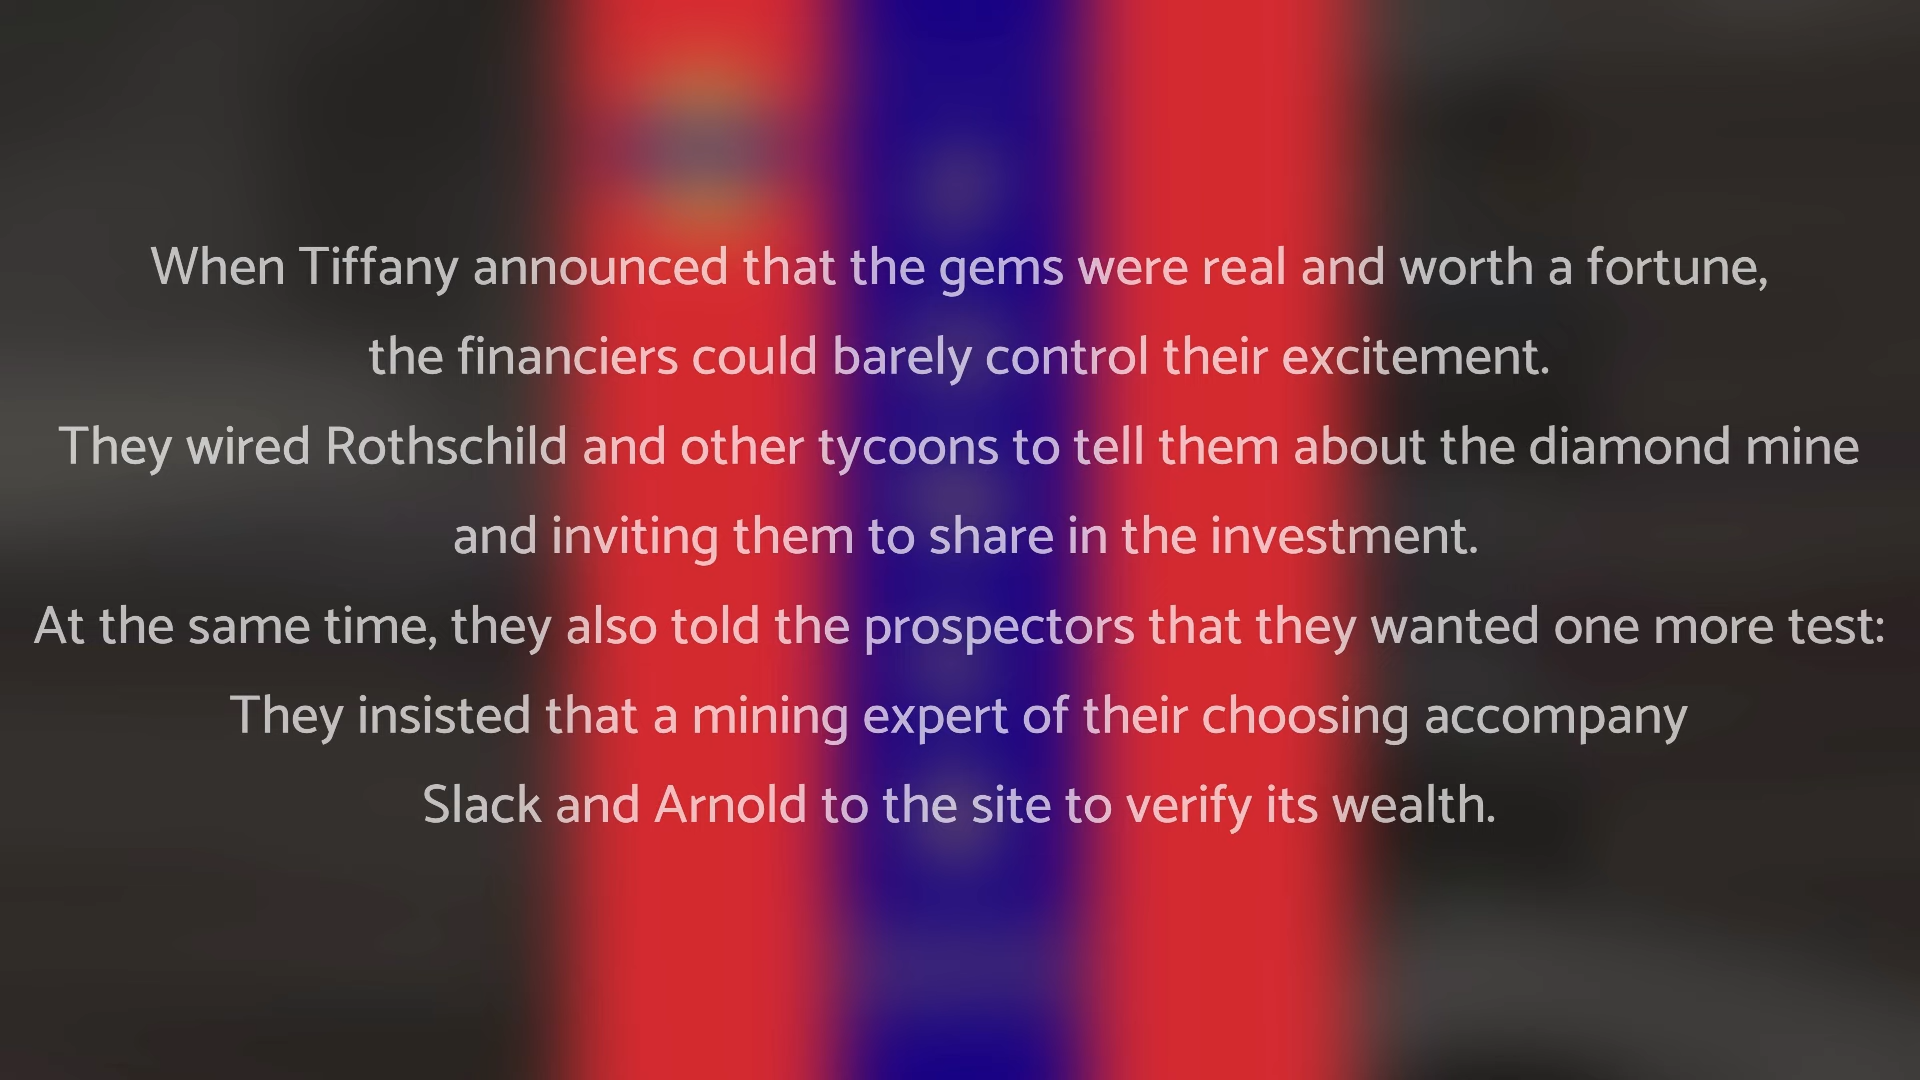 When Tiffany announced that the gems were real and worth a fortune,
the financiers could barely control their excitement.
They wired Rothschild and other tycoons to tell them about the diamond mine
and inviting them to share in the investment.
At the same time, they also told the prospectors that they wanted one more test:
They insisted that a mining expert of their choosing accompany
Slack and Arnold to the site to verify its wealth.